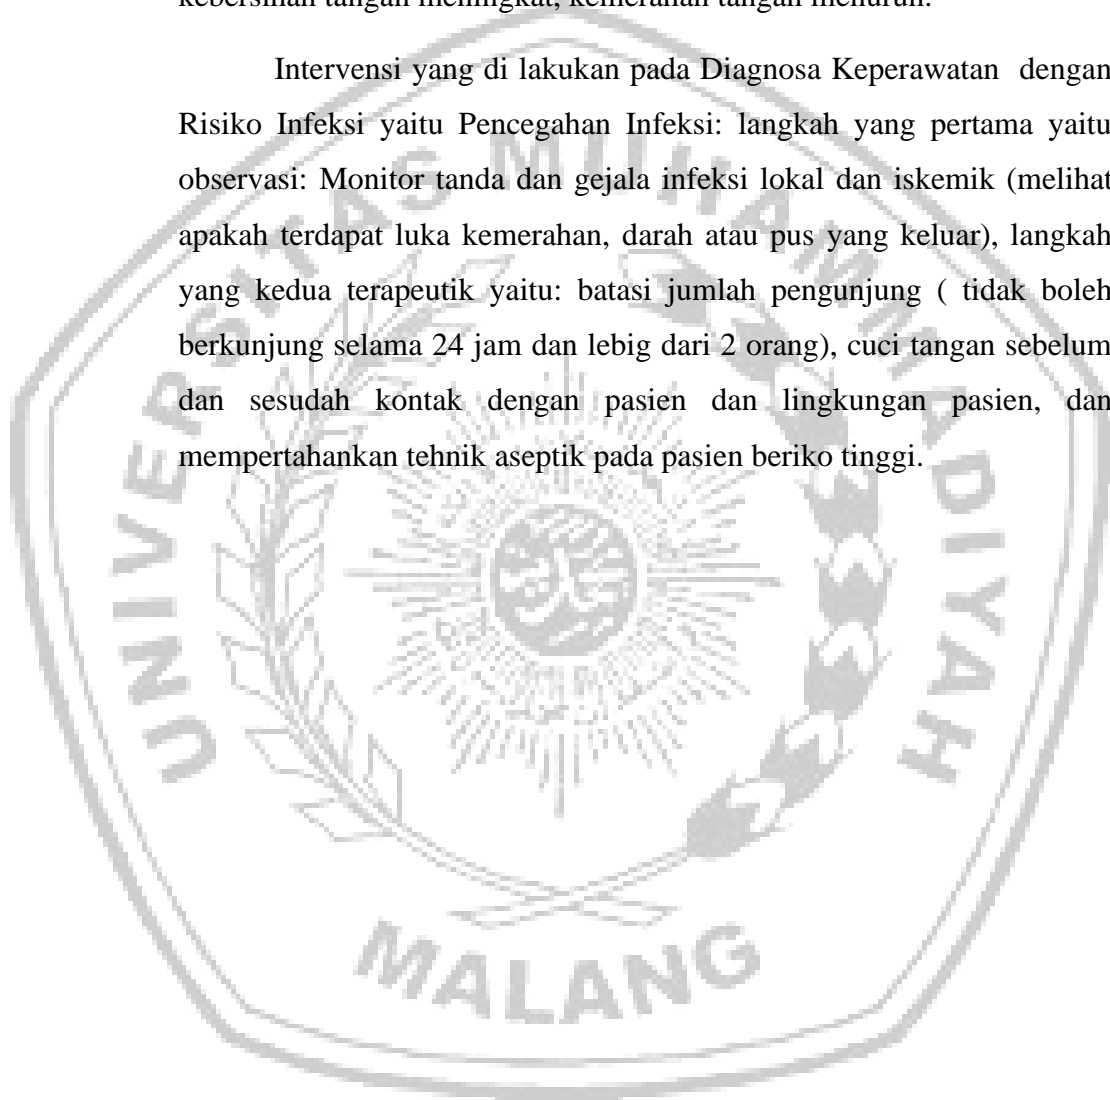 kebersihan tangan meningkat, kemerahan tangan menurun.
Intervensi yang di lakukan pada Diagnosa Keperawatan dengan
Risiko Infeksi yaitu Pencegahan Infeksi: langkah yang pertama yaitu
observasi: Monitor tanda dan gejala infeksi lokal dan iskemik (melihat
apakah terdapat luka kemerahan, darah atau pus yang keluar), langkah
yang kedua terapeutik yaitu: batasi jumlah pengunjung ( tidak boleh
berkunjung selama 24 jam dan lebig dari 2 orang), cuci tangan sebelum
dan sesudah kontak dengan pasien dan lingkungan pasien, dan
mempertahankan tehnik aseptik pada pasien beriko tinggi.
UNIVERSITAS MUHAMMADIYAH
MALANG